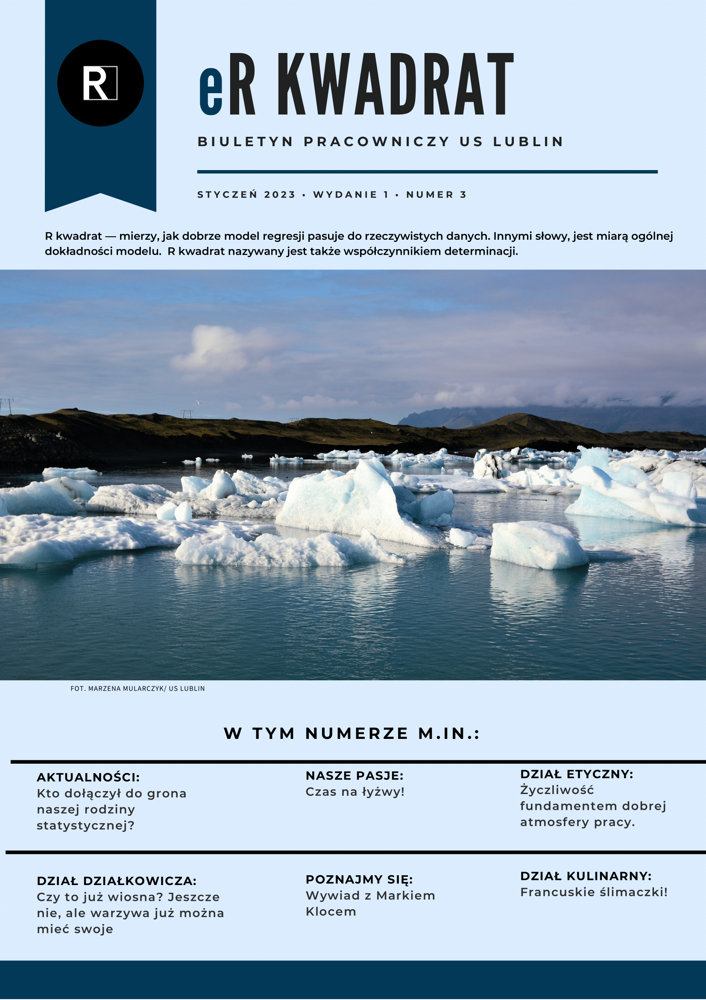 R
eR KWADRAT
BIULETYN PRACOWNICZY US LUBLIN
STYCZEŃ 2023 • WYDANIE 1 • NUMER 3
R kwadrat — mierzy, jak dobrze model regresji pasuje do rzeczywistych danych. Innymi słowy, jest miarą ogólnej
dokładności modelu.  R kwadrat nazywany jest także współczynnikiem determinacji.
FOT. MARZENA MULARCZYK/ US LUBLIN
W TYM NUMERZE M.IN.:
AKTUALNOŚCI:
Kto dołączył do grona
naszej rodziny
statystycznej?
NASZE PASJE:
Czas na łyżwy!
DZIAŁ ETYCZNY:
Życzliwość
fundamentem dobrej
atmosfery pracy.
DZIAŁ DZIAŁKOWICZA:
Czy to już wiosna? Jeszcze
nie, ale warzywa już można
mieć swoje
POZNAJMY SIĘ:
Wywiad z Markiem
Klocem
DZIAŁ KULINARNY:
Francuskie ślimaczki!